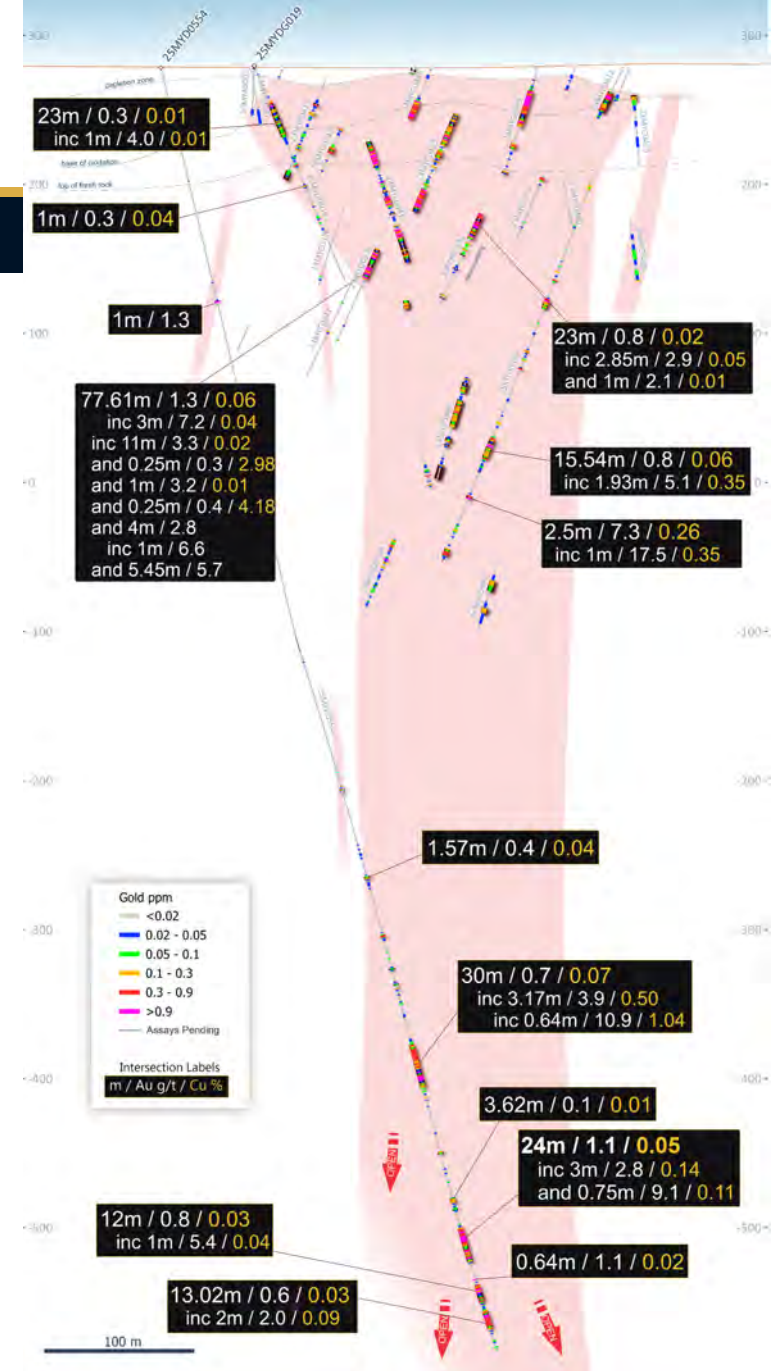 25MYD0554
25MYDG019
300
300
depletion zone
23m / 0.3 / 0.01
inc 1m / 4.0 / 0.01
base of oxidation
top of fresh rock
200
200
1m / 0.3 / 0.04
1m / 1.3
100
23m / 0.8 / 0.02
inc 2.85m / 2.9 / 0.05
and 1m / 2.1 / 0.01
77.61m / 1.3 / 0.06
inc 3m / 7.2 / 0.04
inc 11m / 3.3 / 0.02
and 0.25m / 0.3 / 2.98
and 1m / 3.2 / 0.01
and 0.25m / 0.4 / 4.18
and 4m / 2.8
inc 1m / 6.6
and 5.45m / 5.7
15.54m / 0.8 / 0.06
inc 1.93m / 5.1 / 0.35
0
0
2.5m / 7.3 / 0.26
inc 1m / 17.5 / 0.35
-100
-100
-200
-200
1.57m / 0.4 / 0.04
Gold ppm
<0.02
0.02 - 0.05
0.05 - 0.1
0.1 - 0.3
0.3 - 0.9
>0.9
Assays Pending
Intersection Labels
m / Au g/t / Cu %
-300
-300
30m / 0.7 / 0.07
inc 3.17m / 3.9 / 0.50
inc 0.64m / 10.9 / 1.04
-400
-400
3.62m / 0.1 / 0.01
OPEN
24m / 1.1 / 0.05
inc 3m / 2.8 / 0.14
and 0.75m / 9.1 / 0.11
-500
-500
12m / 0.8 / 0.03
inc 1m / 5.4 / 0.04
0.64m / 1.1 / 0.02
13.02m / 0.6 / 0.03
inc 2m / 2.0 / 0.09
OPEN
OPEN
100 m